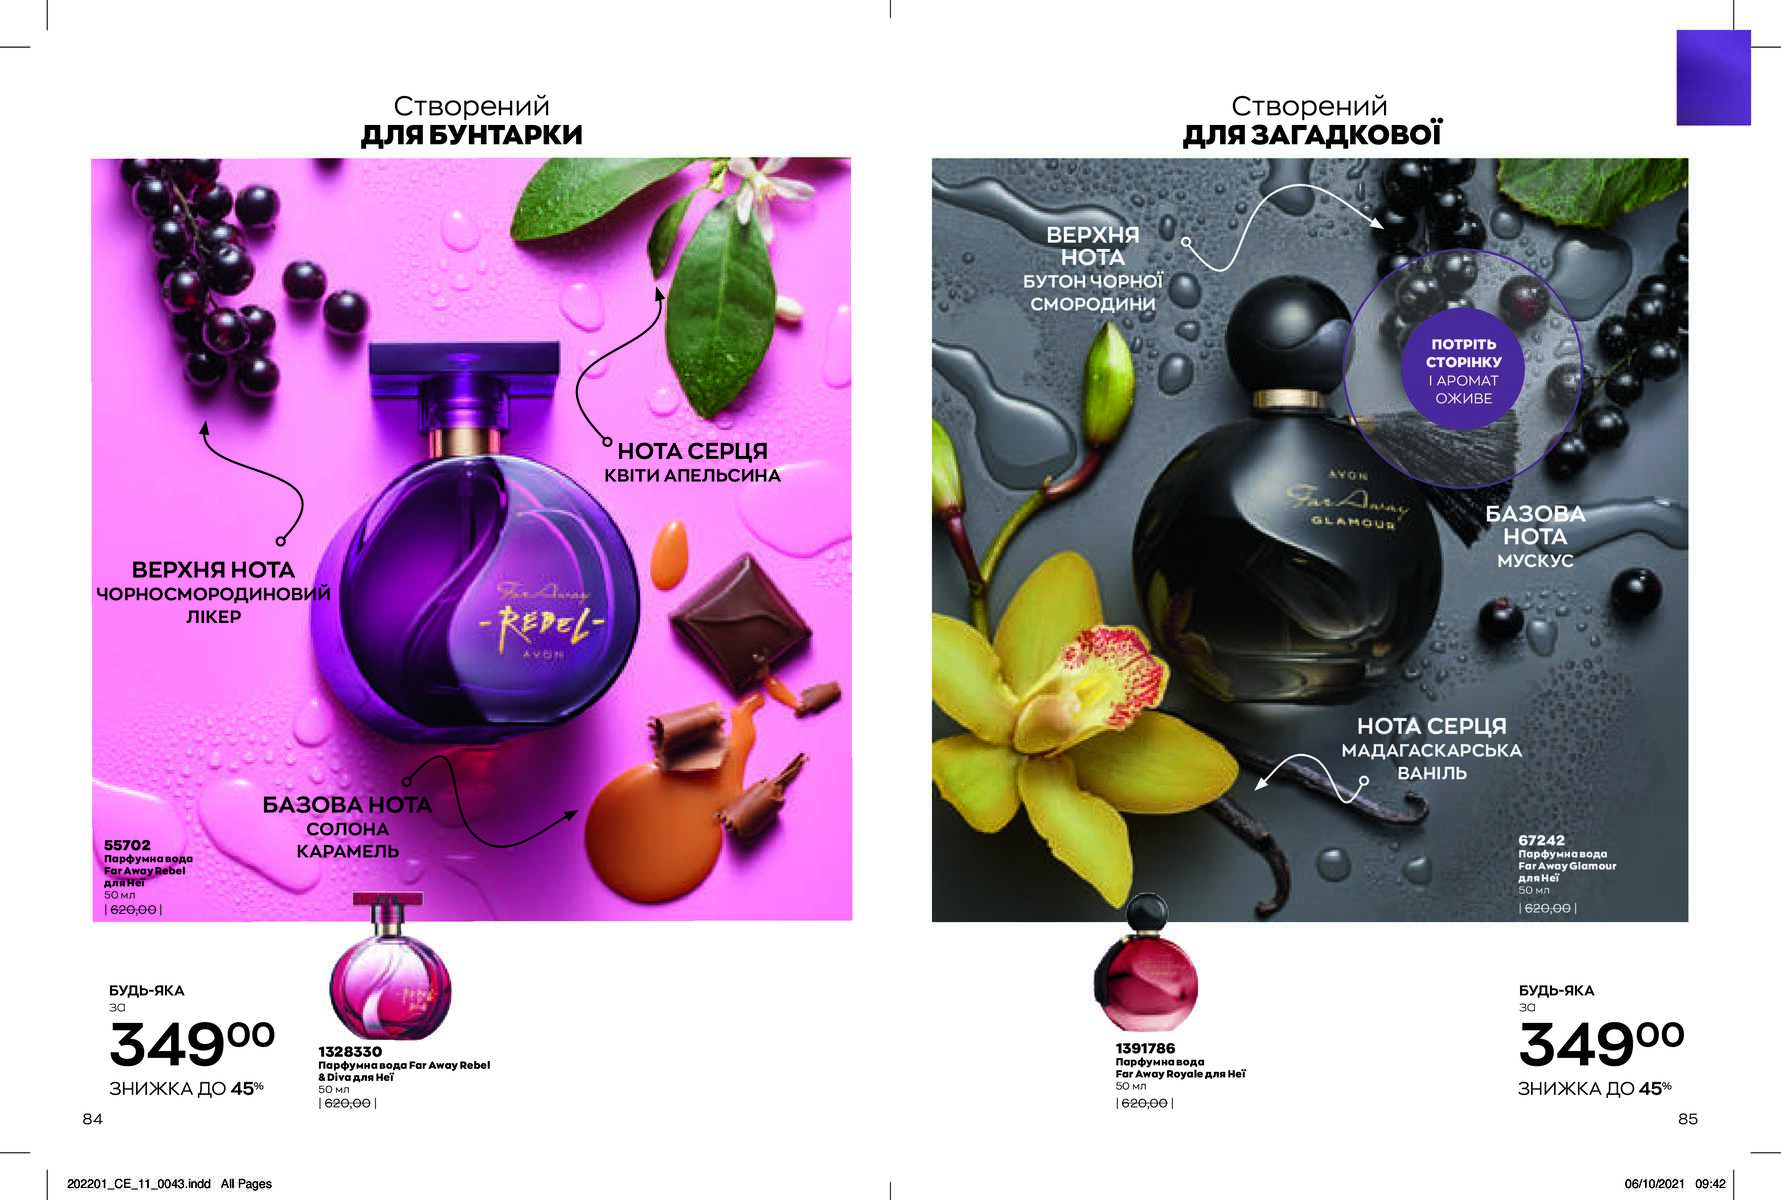 Створений
ДЛЯ БУНТАРКИ
НОТА СЕРЦЯ
КВІТИ АПЕЛЬСИНА
ВЕРХНЯ НОТА
ЧОРНОСМОРОДИНОВИЙ
ЛІКЕР
Far Away
-REBEL-
AVON
БАЗОВА НОТА
СОЛОНА
КАРАМЕЛЬ
55702
Парфумна вода
Far Away Rebel
для Неї
50 мл
| 620,00 |
БУДЬ-ЯКА
за
349⁰⁰
ЗНИЖКА ДО 45%
1328330
Парфумна вода Far Away Rebel
& Diva для Неї
50 мл
| 620,00 |
84
Створений
ДЛЯ ЗАГАДКОВОЇ
ВЕРХНЯ
НОТА
БУТОН ЧОРНОЇ
СМОРОДИНИ
ПОТРІТЬ
СТОРІНКУ
І АРОМАТ
ОЖИВЕ
AVON
Far Away
GLAMOUR
БАЗОВА
НОТА
МУСКУС
НОТА СЕРЦЯ
МАДАГАСКАРСЬКА
ВАНІЛЬ
67242
Парфумна вода
Far Away Glamour
для Неї
50 мл
| 620,00 |
1391786
Парфумна вода
Far Away Royale для Неї
50 мл
| 620,00 |
БУДЬ-ЯКА
за
349⁰⁰
ЗНИЖКА ДО 45%
85
202201_CE_11_0043.indd   All Pages
06/10/2021   09:42